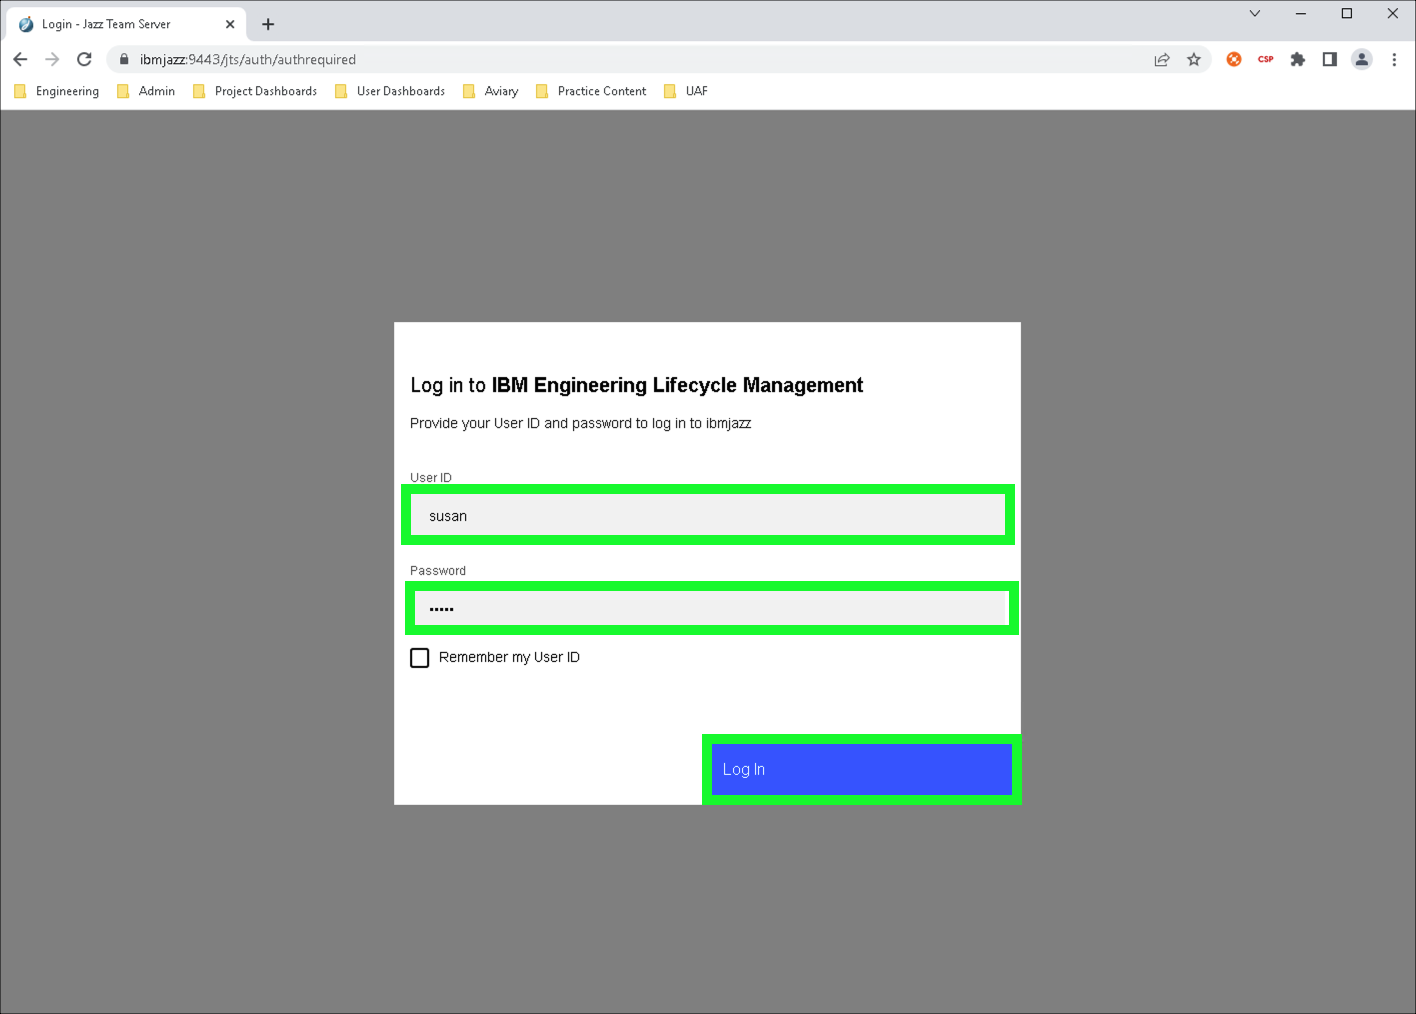 Login - Jazz Team Server
ibmjazz:9443/jts/auth/authrequired
CSP
Engineering Admin Project Dashboards User Dashboards Aviary Practice Content UAF
Log in to IBM Engineering Lifecycle Management
Provide your User ID and password to log in to ibmjazz
User ID
susan
Password
•••••
Remember my User ID
Log In